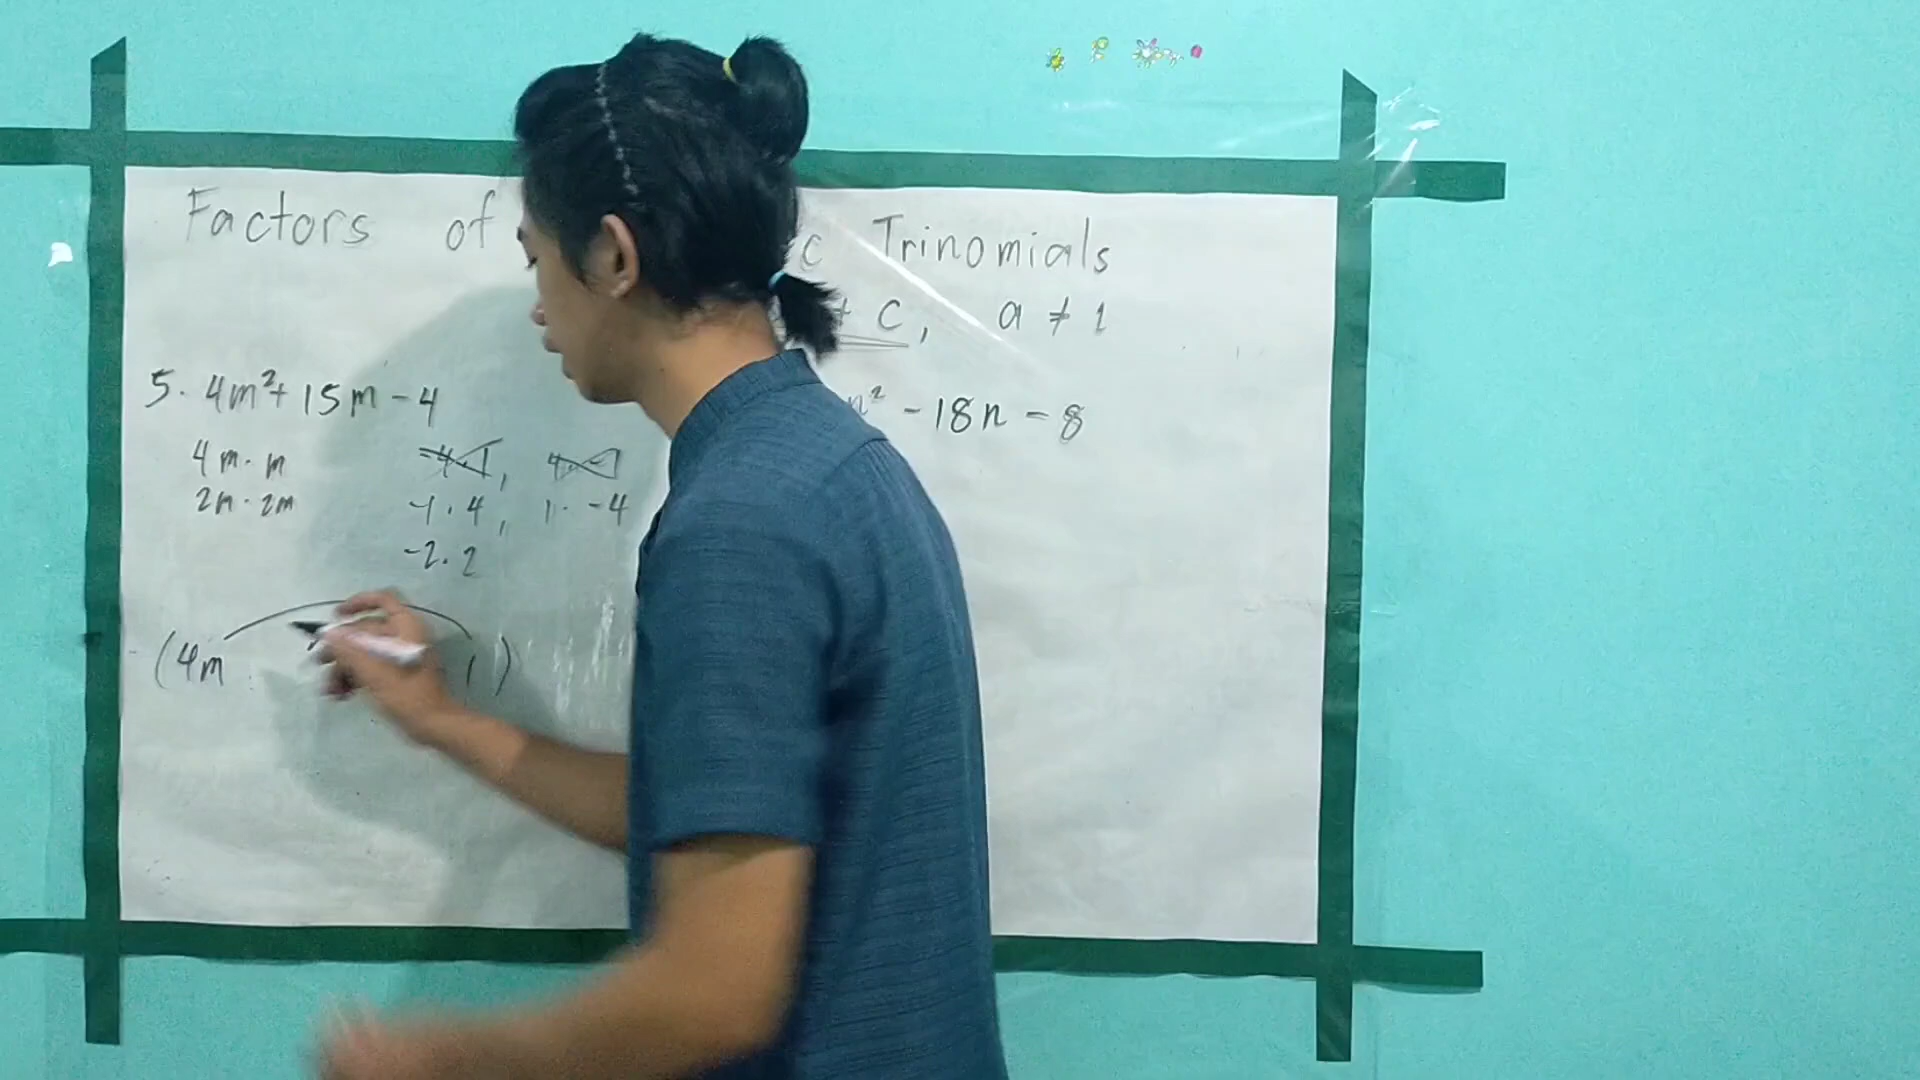 Factors of c Trinomials
+ c, a ≠ 1
5. 4m²+ 15m - 4
n² - 18n - 8
4m · m
2m · 2m
-4 · 1, 4 · -1
-1 · 4, 1 · -4
-2 · 2
(4m 1)